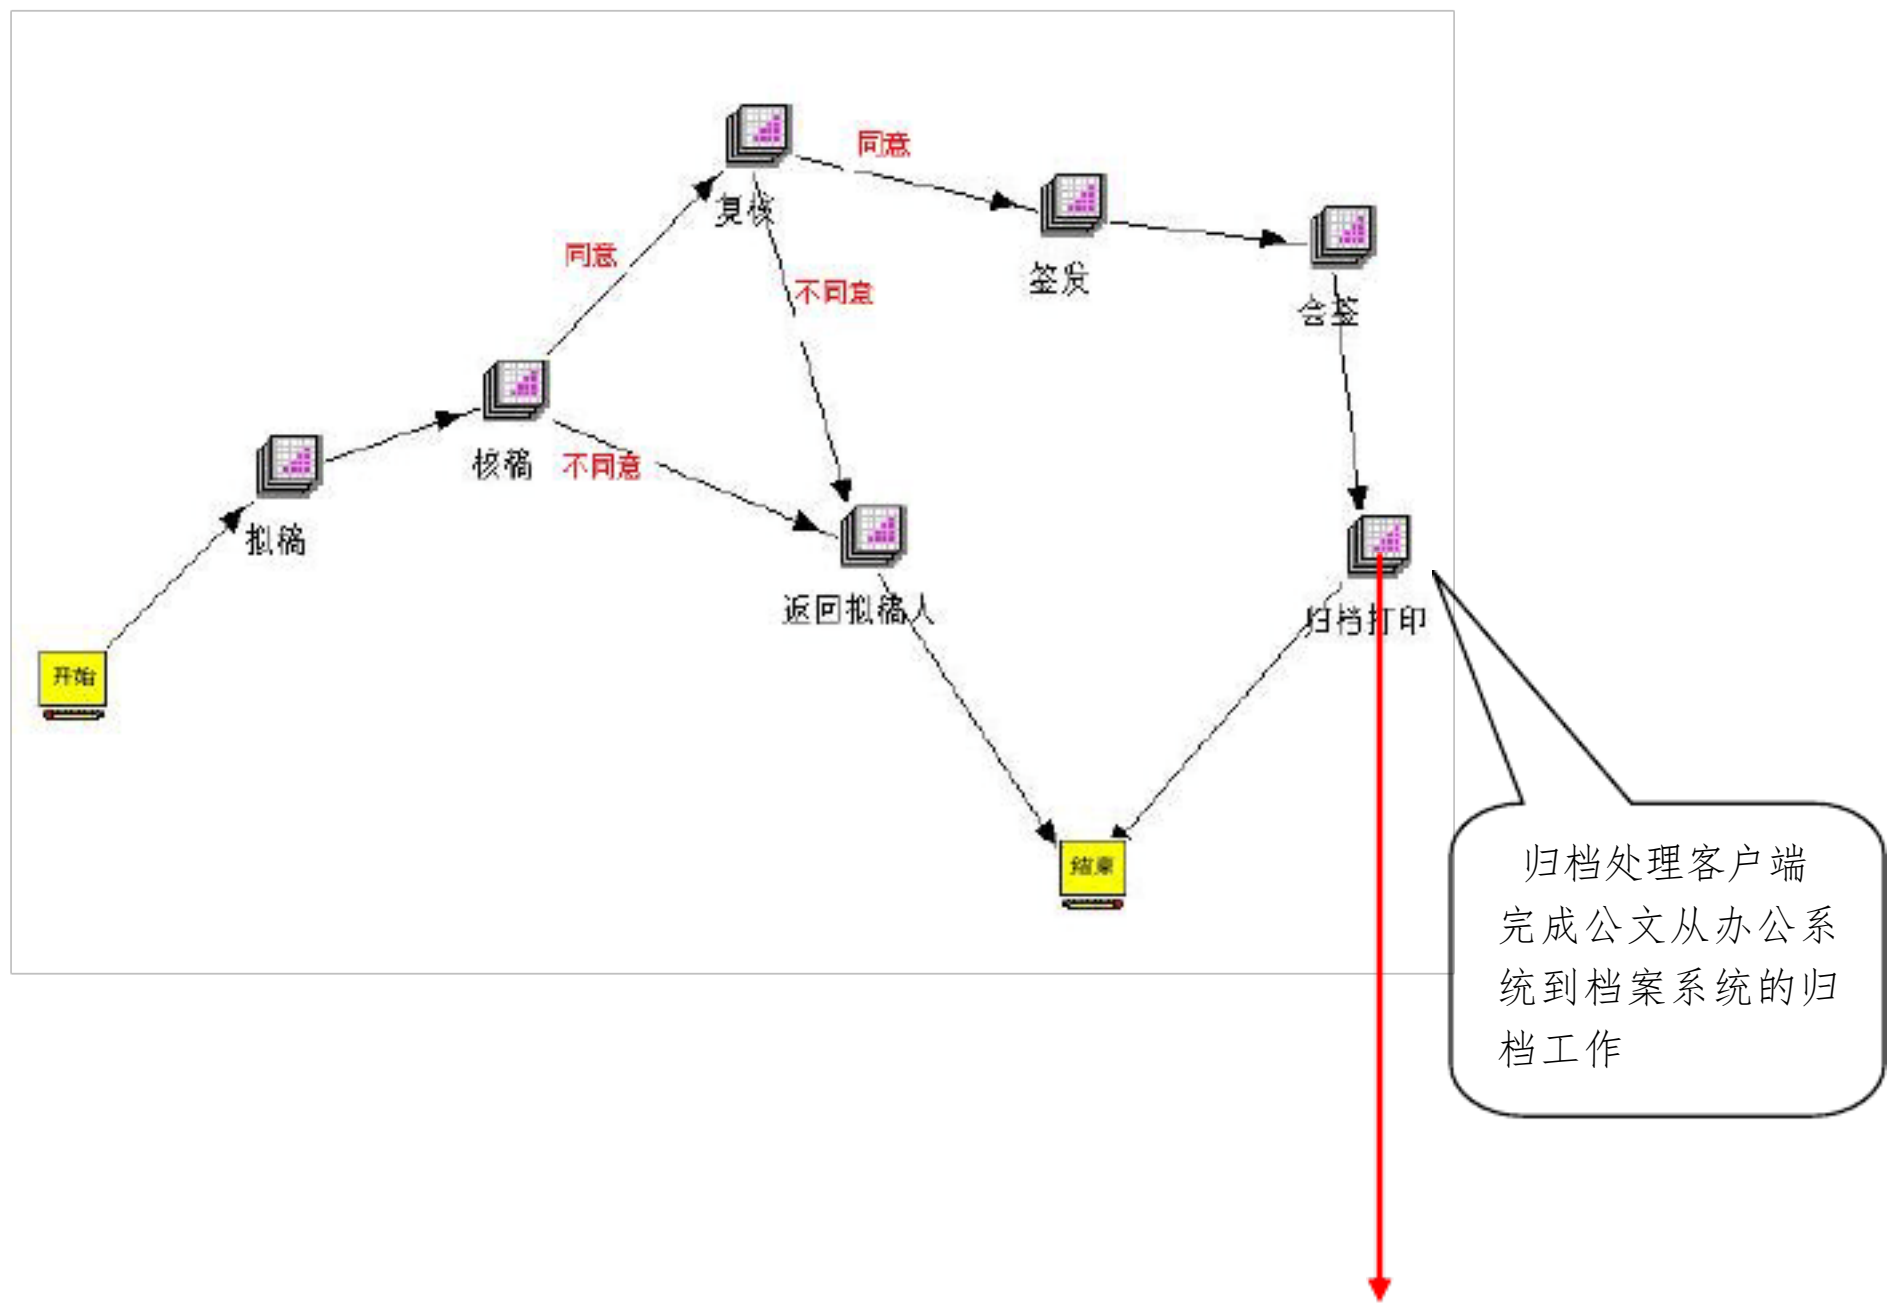 同意
复核
同意
签发
不同意
会签
核稿
不同意
拟稿
返回拟稿人
归档打印
开始
结束
归档处理客户端
完成公文从办公系
统到档案系统的归
档工作